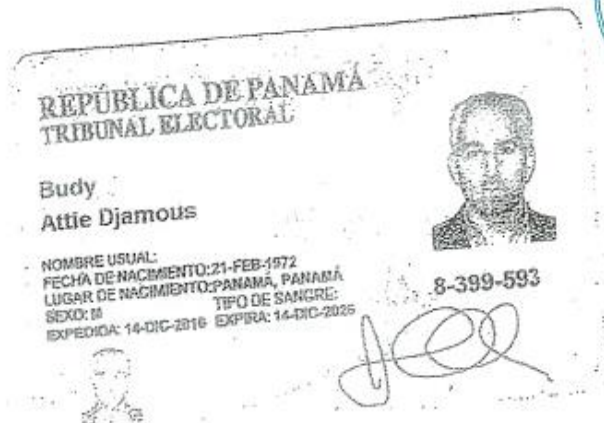 REPÚBLICA DE PANAMÁ
TRIBUNAL ELECTORAL
Budy
Attie Djamous
NOMBRE USUAL:
FECHA DE NACIMIENTO:21-FEB-1972
LUGAR DE NACIMIENTO:PANAMÁ, PANAMÁ
SEXO: M TIPO DE SANGRE:
EXPEDIDA: 14-DIC-2016 EXPIRA: 14-DIC-2026
8-399-593